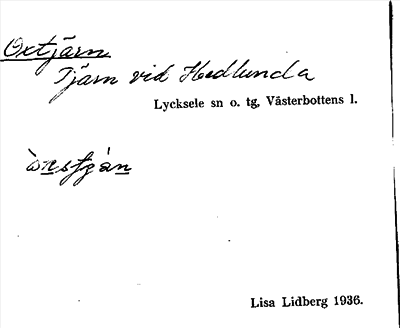 Oxtjärn
Tjärn vid Hedlunda
Lycksele sn o. tg, Västerbottens l.
Lisa Lidberg 1936.